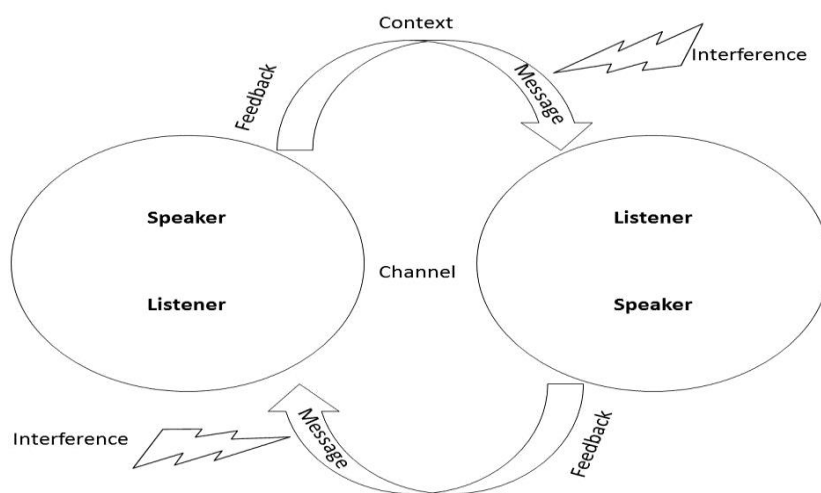 Context
Interference
Feedback
Message
Speaker
Listener
Listener
Speaker
Channel
Interference
Message
Feedback